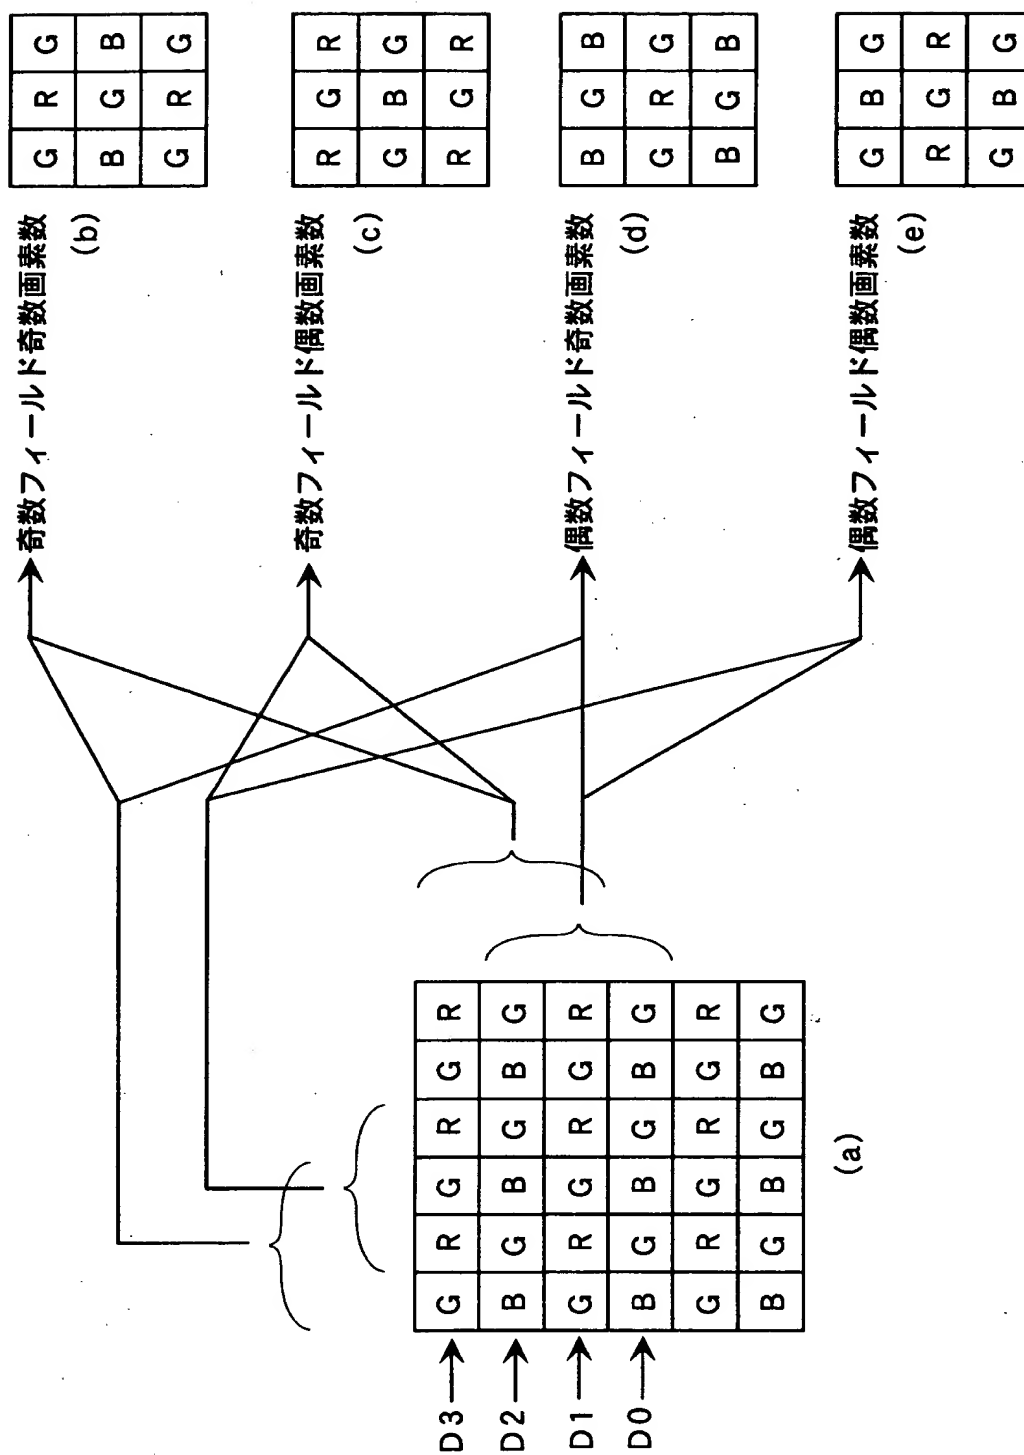 奇数フィールド奇数画素数
G R G
B G B
G R G
(b)
奇数フィールド偶数画素数
R G R
G B G
R G R
(c)
偶数フィールド奇数画素数
B G B
G R G
B G B
(d)
偶数フィールド偶数画素数
G B G
R G R
G B G
(e)
D3 G R G R G R
D2 B G B G B G
D1 G R G R G R
D0 B G B G B G
G R G R G R
B G B G B G
(a)